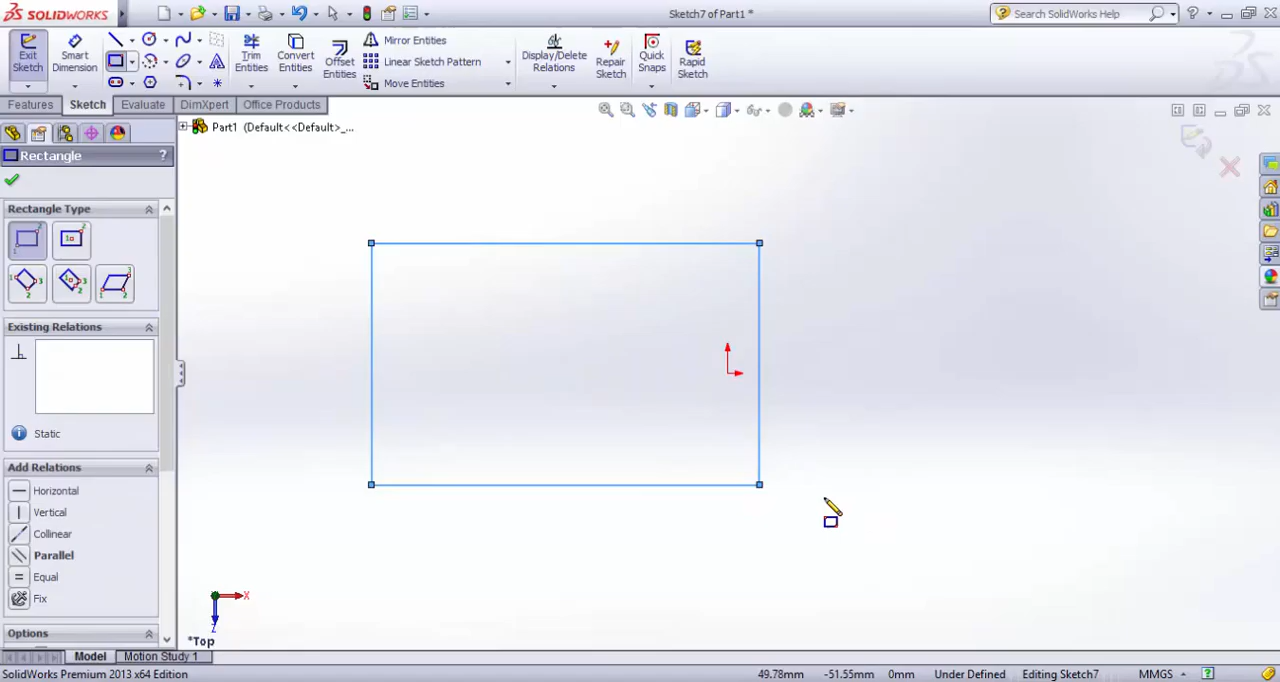 SOLIDWORKS
Sketch7 of Part1 *
Search SolidWorks Help
Exit Sketch
Smart Dimension
Trim Entities
Convert Entities
Offset Entities
Mirror Entities
Linear Sketch Pattern
Move Entities
Display/Delete Relations
Repair Sketch
Quick Snaps
Rapid Sketch
Features
Sketch
Evaluate
DimXpert
Office Products
Part1 (Default<<Default>_...
Rectangle
?
Rectangle Type
Existing Relations
Static
Add Relations
Horizontal
Vertical
Collinear
Parallel
Equal
Fix
Options
X
Z
*Top
Model
Motion Study 1
SolidWorks Premium 2013 x64 Edition
49.78mm
-51.55mm
0mm
Under Defined
Editing Sketch7
MMGS